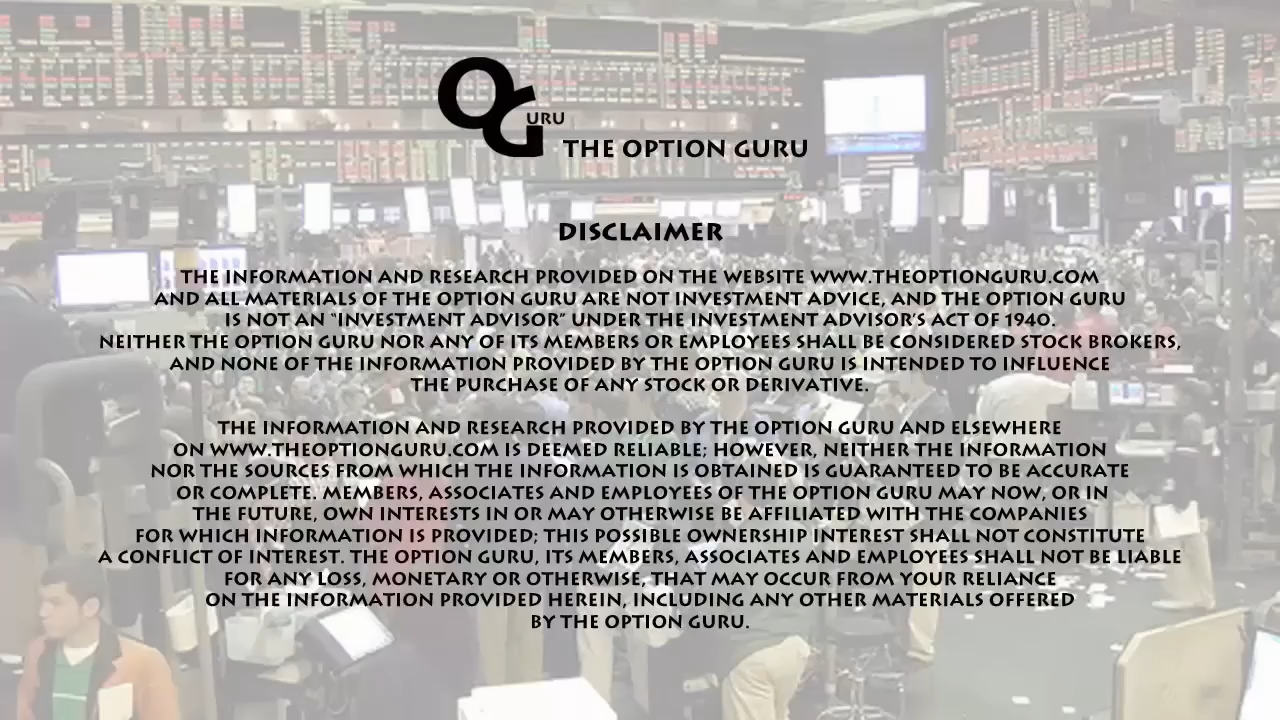 OG
URU
THE OPTION GURU
DISCLAIMER
THE INFORMATION AND RESEARCH PROVIDED ON THE WEBSITE WWW.THEOPTIONGURU.COM
AND ALL MATERIALS OF THE OPTION GURU ARE NOT INVESTMENT ADVICE, AND THE OPTION GURU
IS NOT AN "INVESTMENT ADVISOR" UNDER THE INVESTMENT ADVISOR'S ACT OF 1940.
NEITHER THE OPTION GURU NOR ANY OF ITS MEMBERS OR EMPLOYEES SHALL BE CONSIDERED STOCK BROKERS,
AND NONE OF THE INFORMATION PROVIDED BY THE OPTION GURU IS INTENDED TO INFLUENCE
THE PURCHASE OF ANY STOCK OR DERIVATIVE.
THE INFORMATION AND RESEARCH PROVIDED BY THE OPTION GURU AND ELSEWHERE
ON WWW.THEOPTIONGURU.COM IS DEEMED RELIABLE; HOWEVER, NEITHER THE INFORMATION
NOR THE SOURCES FROM WHICH THE INFORMATION IS OBTAINED IS GUARANTEED TO BE ACCURATE
OR COMPLETE. MEMBERS, ASSOCIATES AND EMPLOYEES OF THE OPTION GURU MAY NOW, OR IN
THE FUTURE, OWN INTERESTS IN OR MAY OTHERWISE BE AFFILIATED WITH THE COMPANIES
FOR WHICH INFORMATION IS PROVIDED; THIS POSSIBLE OWNERSHIP INTEREST SHALL NOT CONSTITUTE
A CONFLICT OF INTEREST. THE OPTION GURU, ITS MEMBERS, ASSOCIATES AND EMPLOYEES SHALL NOT BE LIABLE
FOR ANY LOSS, MONETARY OR OTHERWISE, THAT MAY OCCUR FROM YOUR RELIANCE
ON THE INFORMATION PROVIDED HEREIN, INCLUDING ANY OTHER MATERIALS OFFERED
BY THE OPTION GURU.